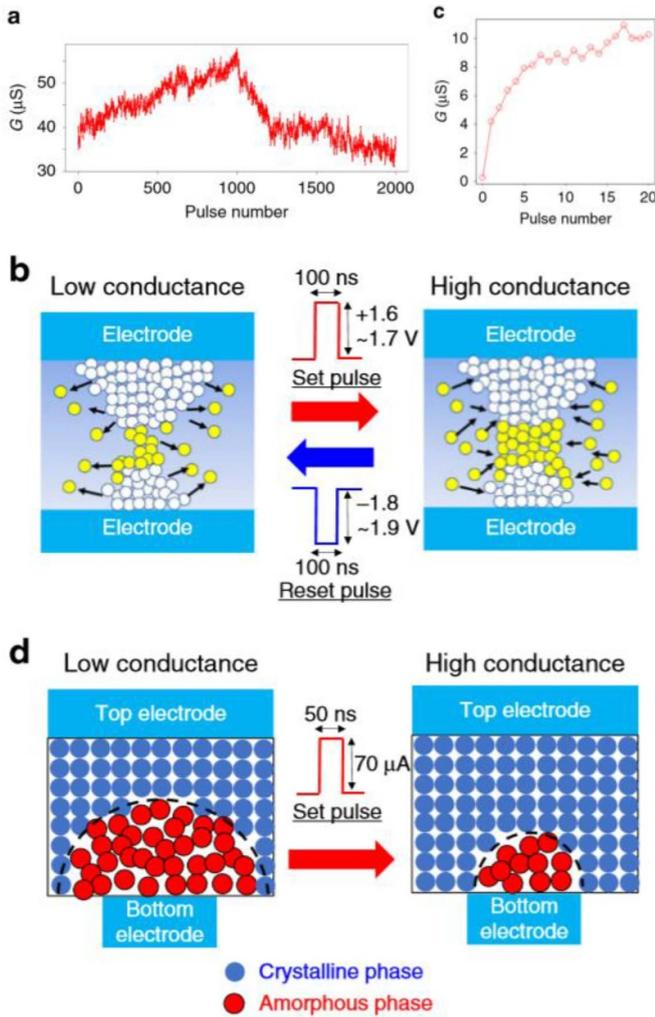 a
G (µS)
50
40
30
0
500
1000
1500
2000
Pulse number
c
G (µS)
10
8
6
4
2
0
0
5
10
15
20
Pulse number
b
Low conductance
Electrode
Electrode
100 ns
+1.6
~1.7 V
Set pulse
−1.8
~1.9 V
100 ns
Reset pulse
High conductance
Electrode
Electrode
d
Low conductance
Top electrode
Bottom
electrode
50 ns
70 µA
Set pulse
High conductance
Top electrode
Bottom
electrode
Crystalline phase
Amorphous phase